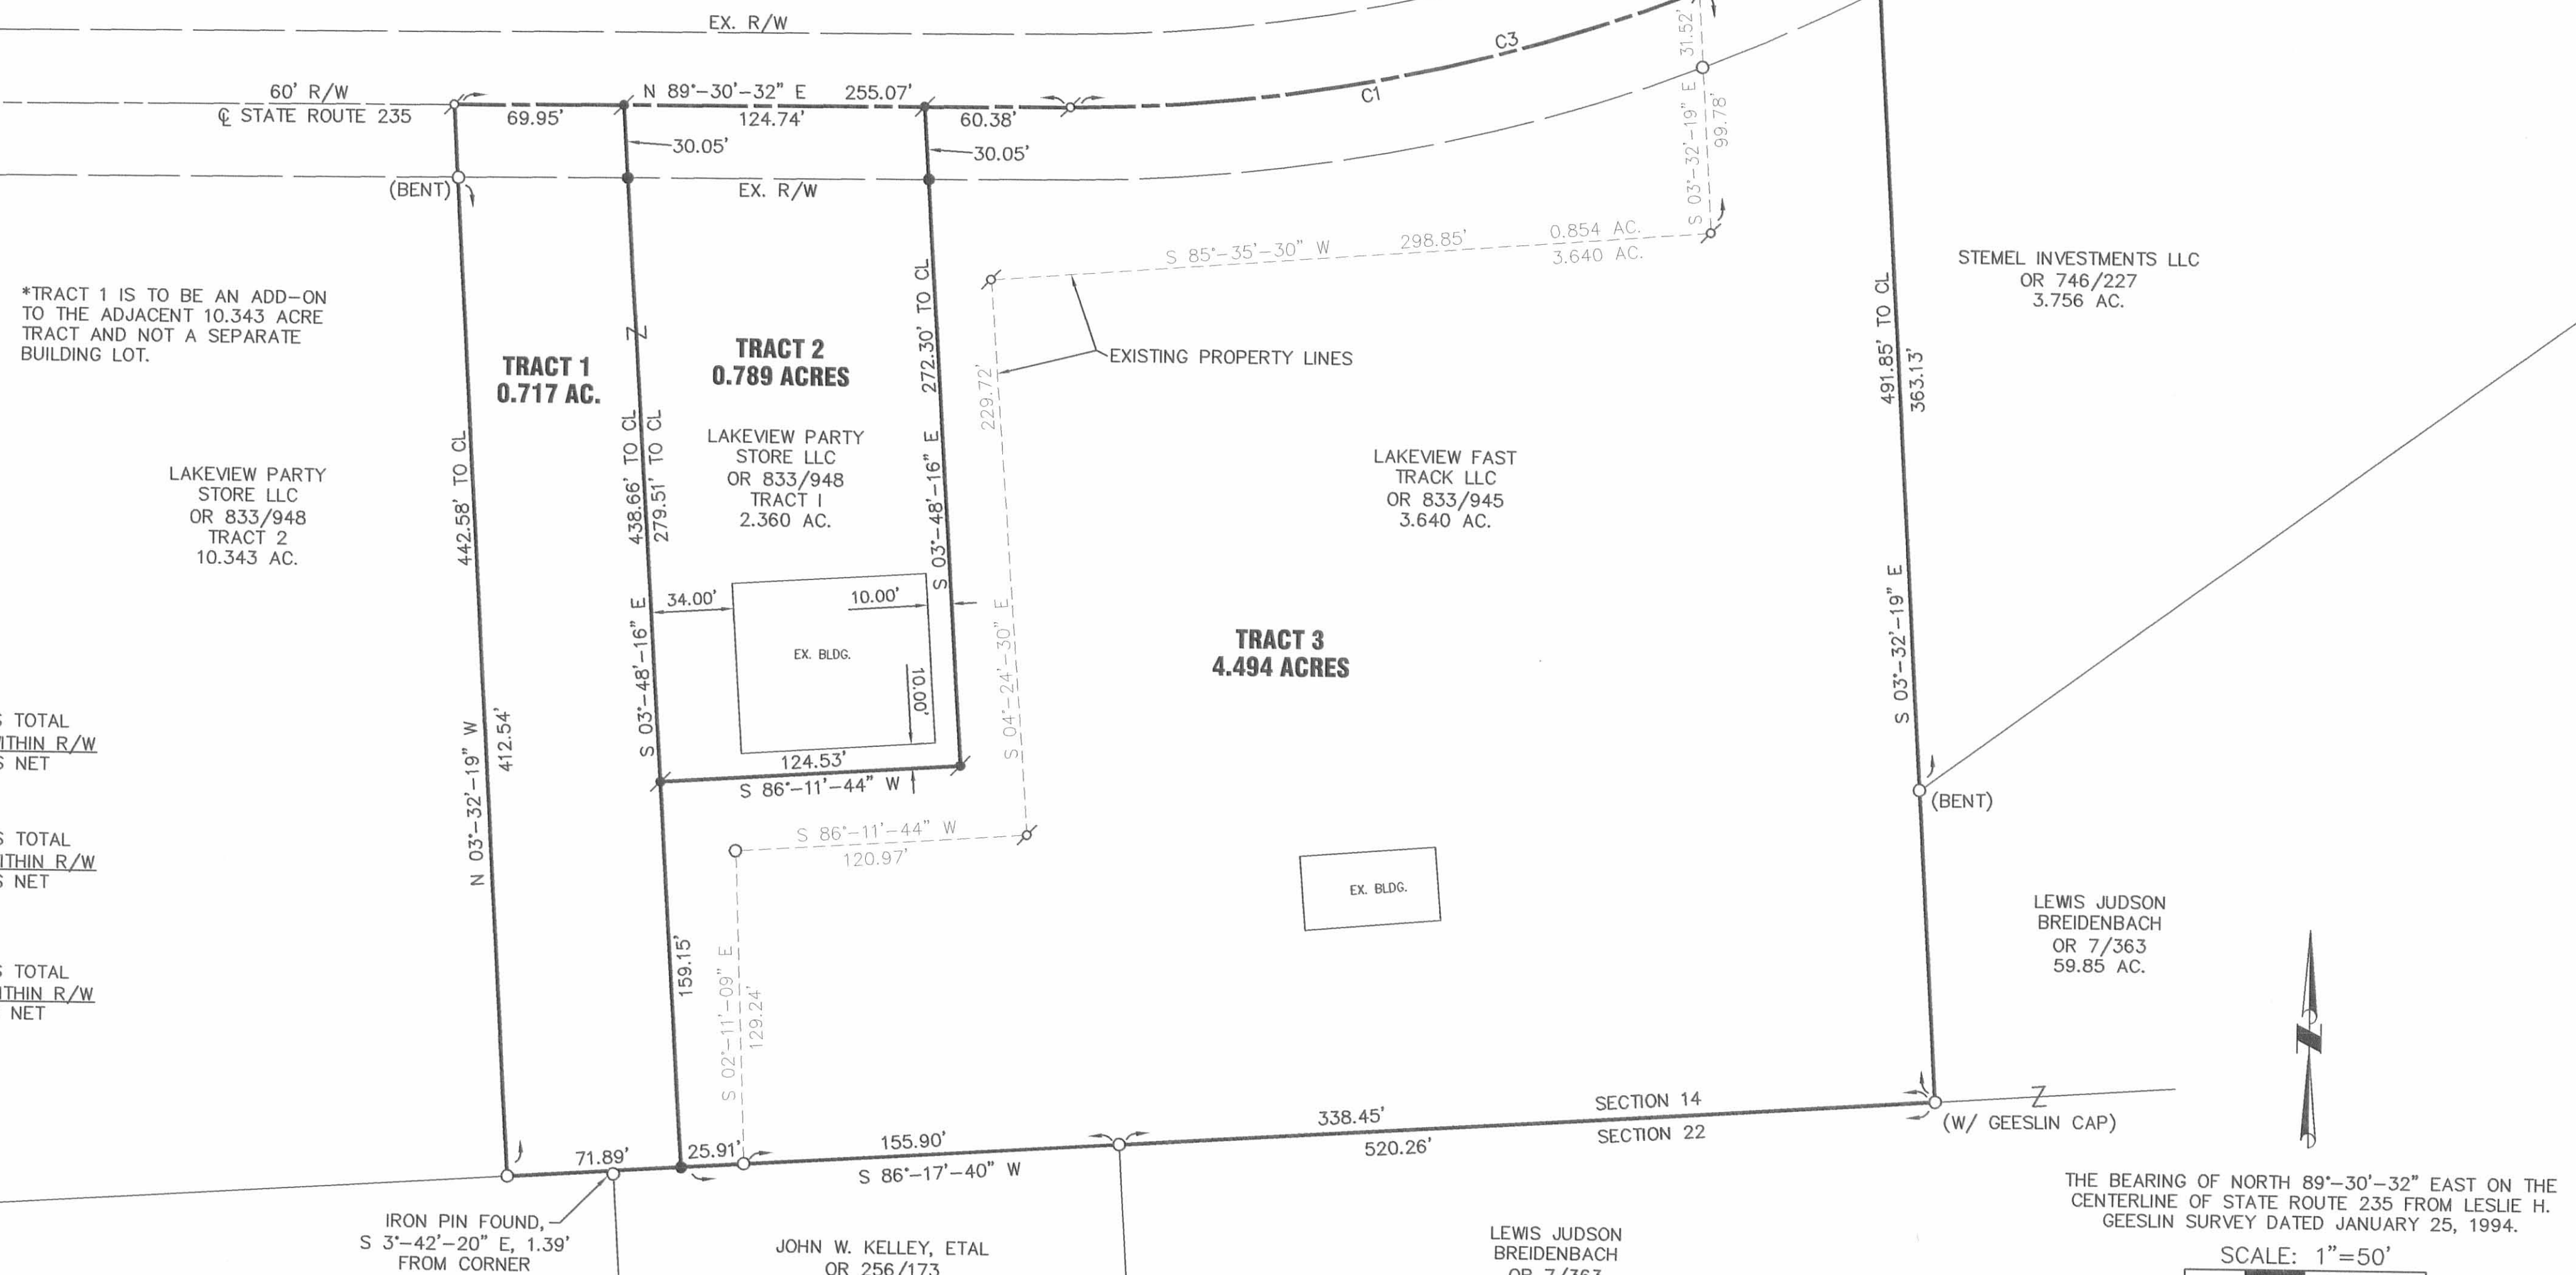 EX. R/W
C3
C1
31.52'
S 03°-32'-19" E
99.78'
60' R/W
℄ STATE ROUTE 235
N 89°-30'-32" E 255.07'
69.95'
124.74'
60.38'
30.05'
30.05'
(BENT)
EX. R/W
S 85°-35'-30" W 298.85' 0.854 AC.
3.640 AC.
*TRACT 1 IS TO BE AN ADD-ON
TO THE ADJACENT 10.343 ACRE
TRACT AND NOT A SEPARATE
BUILDING LOT.
TRACT 1
0.717 AC.
TRACT 2
0.789 ACRES
LAKEVIEW PARTY
STORE LLC
OR 833/948
TRACT I
2.360 AC.
EXISTING PROPERTY LINES
STEMEL INVESTMENTS LLC
OR 746/227
3.756 AC.
LAKEVIEW PARTY
STORE LLC
OR 833/948
TRACT 2
10.343 AC.
LAKEVIEW FAST
TRACK LLC
OR 833/945
3.640 AC.
TRACT 3
4.494 ACRES
N 03°-32'-19" W
442.58' TO CL
412.54'
S 03°-48'-16" E
438.66' TO CL
279.51' TO CL
Z
S 03°-48'-16" E 272.30' TO CL
229.72'
S 04°-24'-30" E
491.85' TO CL
363.13'
S 03°-32'-19" E
34.00'
10.00'
EX. BLDG.
10.00'
124.53'
S 86°-11'-44" W
S 86°-11'-44" W
120.97'
S TOTAL
ITHIN R/W
S NET
S TOTAL
ITHIN R/W
S NET
S TOTAL
ITHIN R/W
NET
159.15'
S 02°-11'-09" E
129.24'
EX. BLDG.
(BENT)
LEWIS JUDSON
BREIDENBACH
OR 7/363
59.85 AC.
Z
71.89'
25.91'
155.90'
S 86°-17'-40" W
338.45'
520.26'
SECTION 14
SECTION 22
Z
(W/ GEESLIN CAP)
IRON PIN FOUND,
S 3°-42'-20" E, 1.39'
FROM CORNER
JOHN W. KELLEY, ETAL
OR 256/173
LEWIS JUDSON
BREIDENBACH
OR 7/363
THE BEARING OF NORTH 89°-30'-32" EAST ON THE
CENTERLINE OF STATE ROUTE 235 FROM LESLIE H.
GEESLIN SURVEY DATED JANUARY 25, 1994.
SCALE: 1"=50'